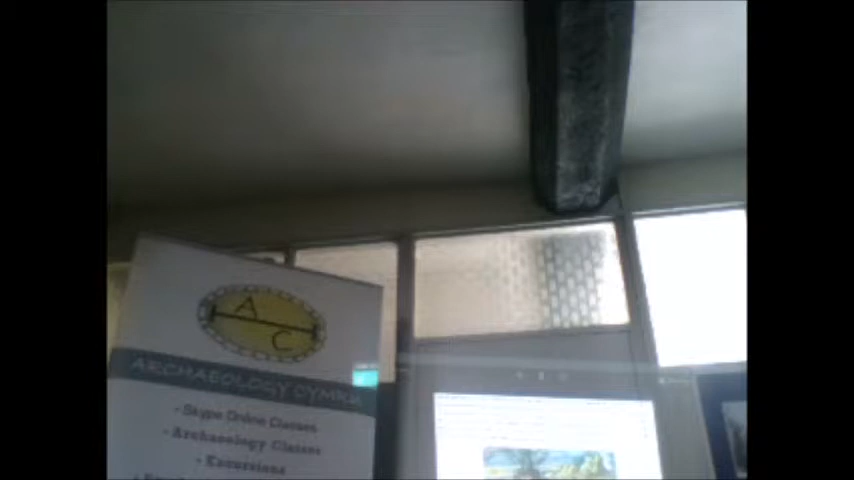 A
C
ARCHAEOLOGY CYMRU
- Skype Online Classes
- Archaeology Classes
- Excursions